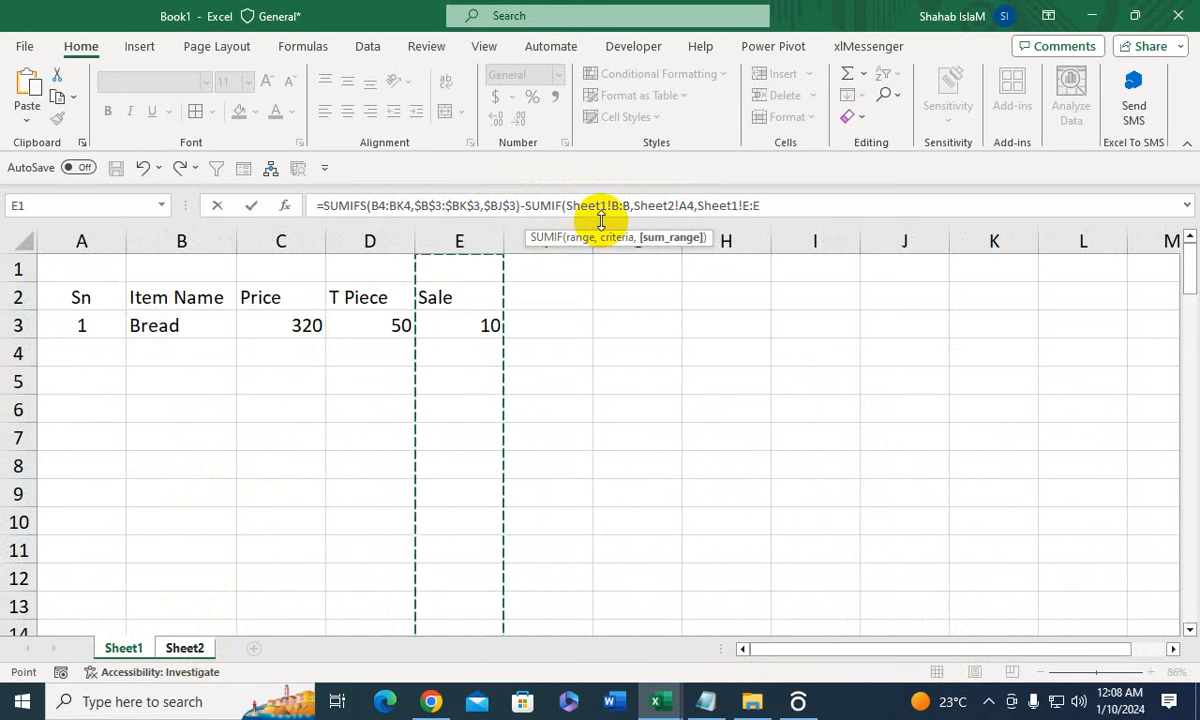 Book1 - Excel General* Search Shahab IslaM SI
File Home Insert Page Layout Formulas Data Review View Automate Developer Help Power Pivot xlMessenger Comments Share
11 A A General Conditional Formatting Insert Σ
Paste Format as Table Delete Sensitivity Add-ins Analyze Data Send SMS
B I U A $ % 9 Cell Styles Format
Clipboard Font Alignment Number Styles Cells Editing Sensitivity Add-ins Excel To SMS
AutoSave Off
E1 fx =SUMIFS(B4:BK4,$B$3:$BK$3,$BJ$3)-SUMIF(Sheet1!B:B,Sheet2!A4,Sheet1!E:E
SUMIF(range, criteria, [sum_range])
A B C D E H I J K L M
1
2 Sn Item Name Price T Piece Sale
3 1 Bread 320 50 10
4
5
6
7
8
9
10
11
12
13
14
Sheet1 Sheet2
Point Accessibility: Investigate 86%
Type here to search 23°C 12:08 AM
1/10/2024